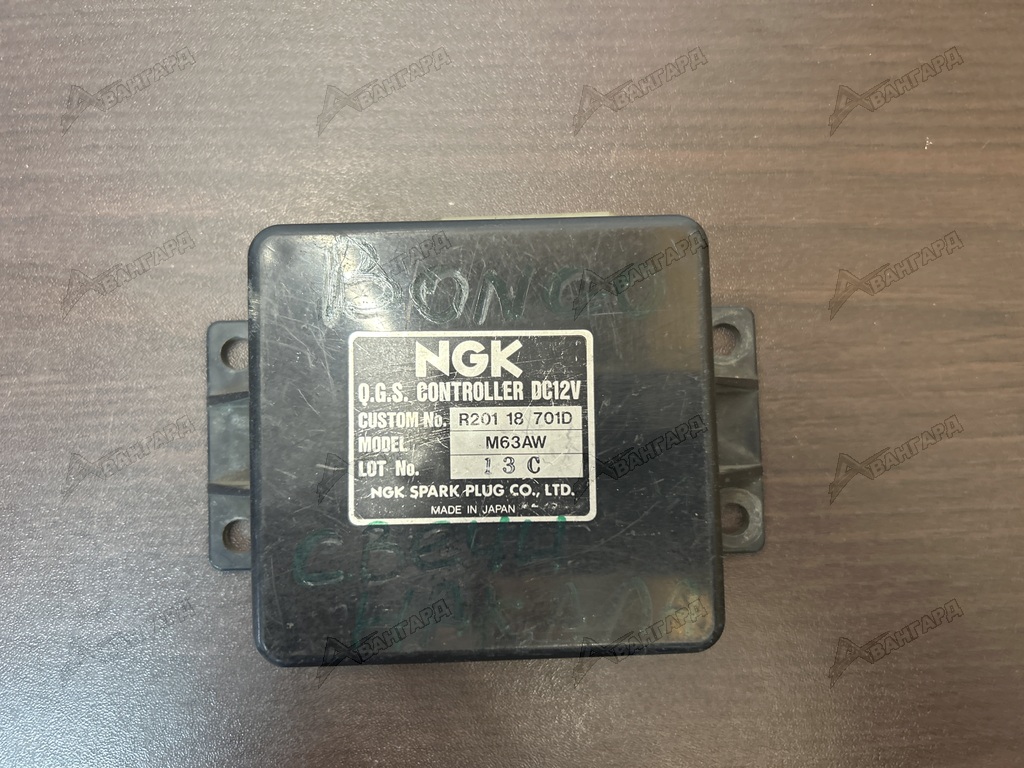 BONGO
NGK
Q.G.S. CONTROLLER DC12V
CUSTOM No. R201 18 701D
MODEL M63AW
LOT No. 13C
NGK SPARK PLUG CO., LTD.
MADE IN JAPAN
АВАНГАРД